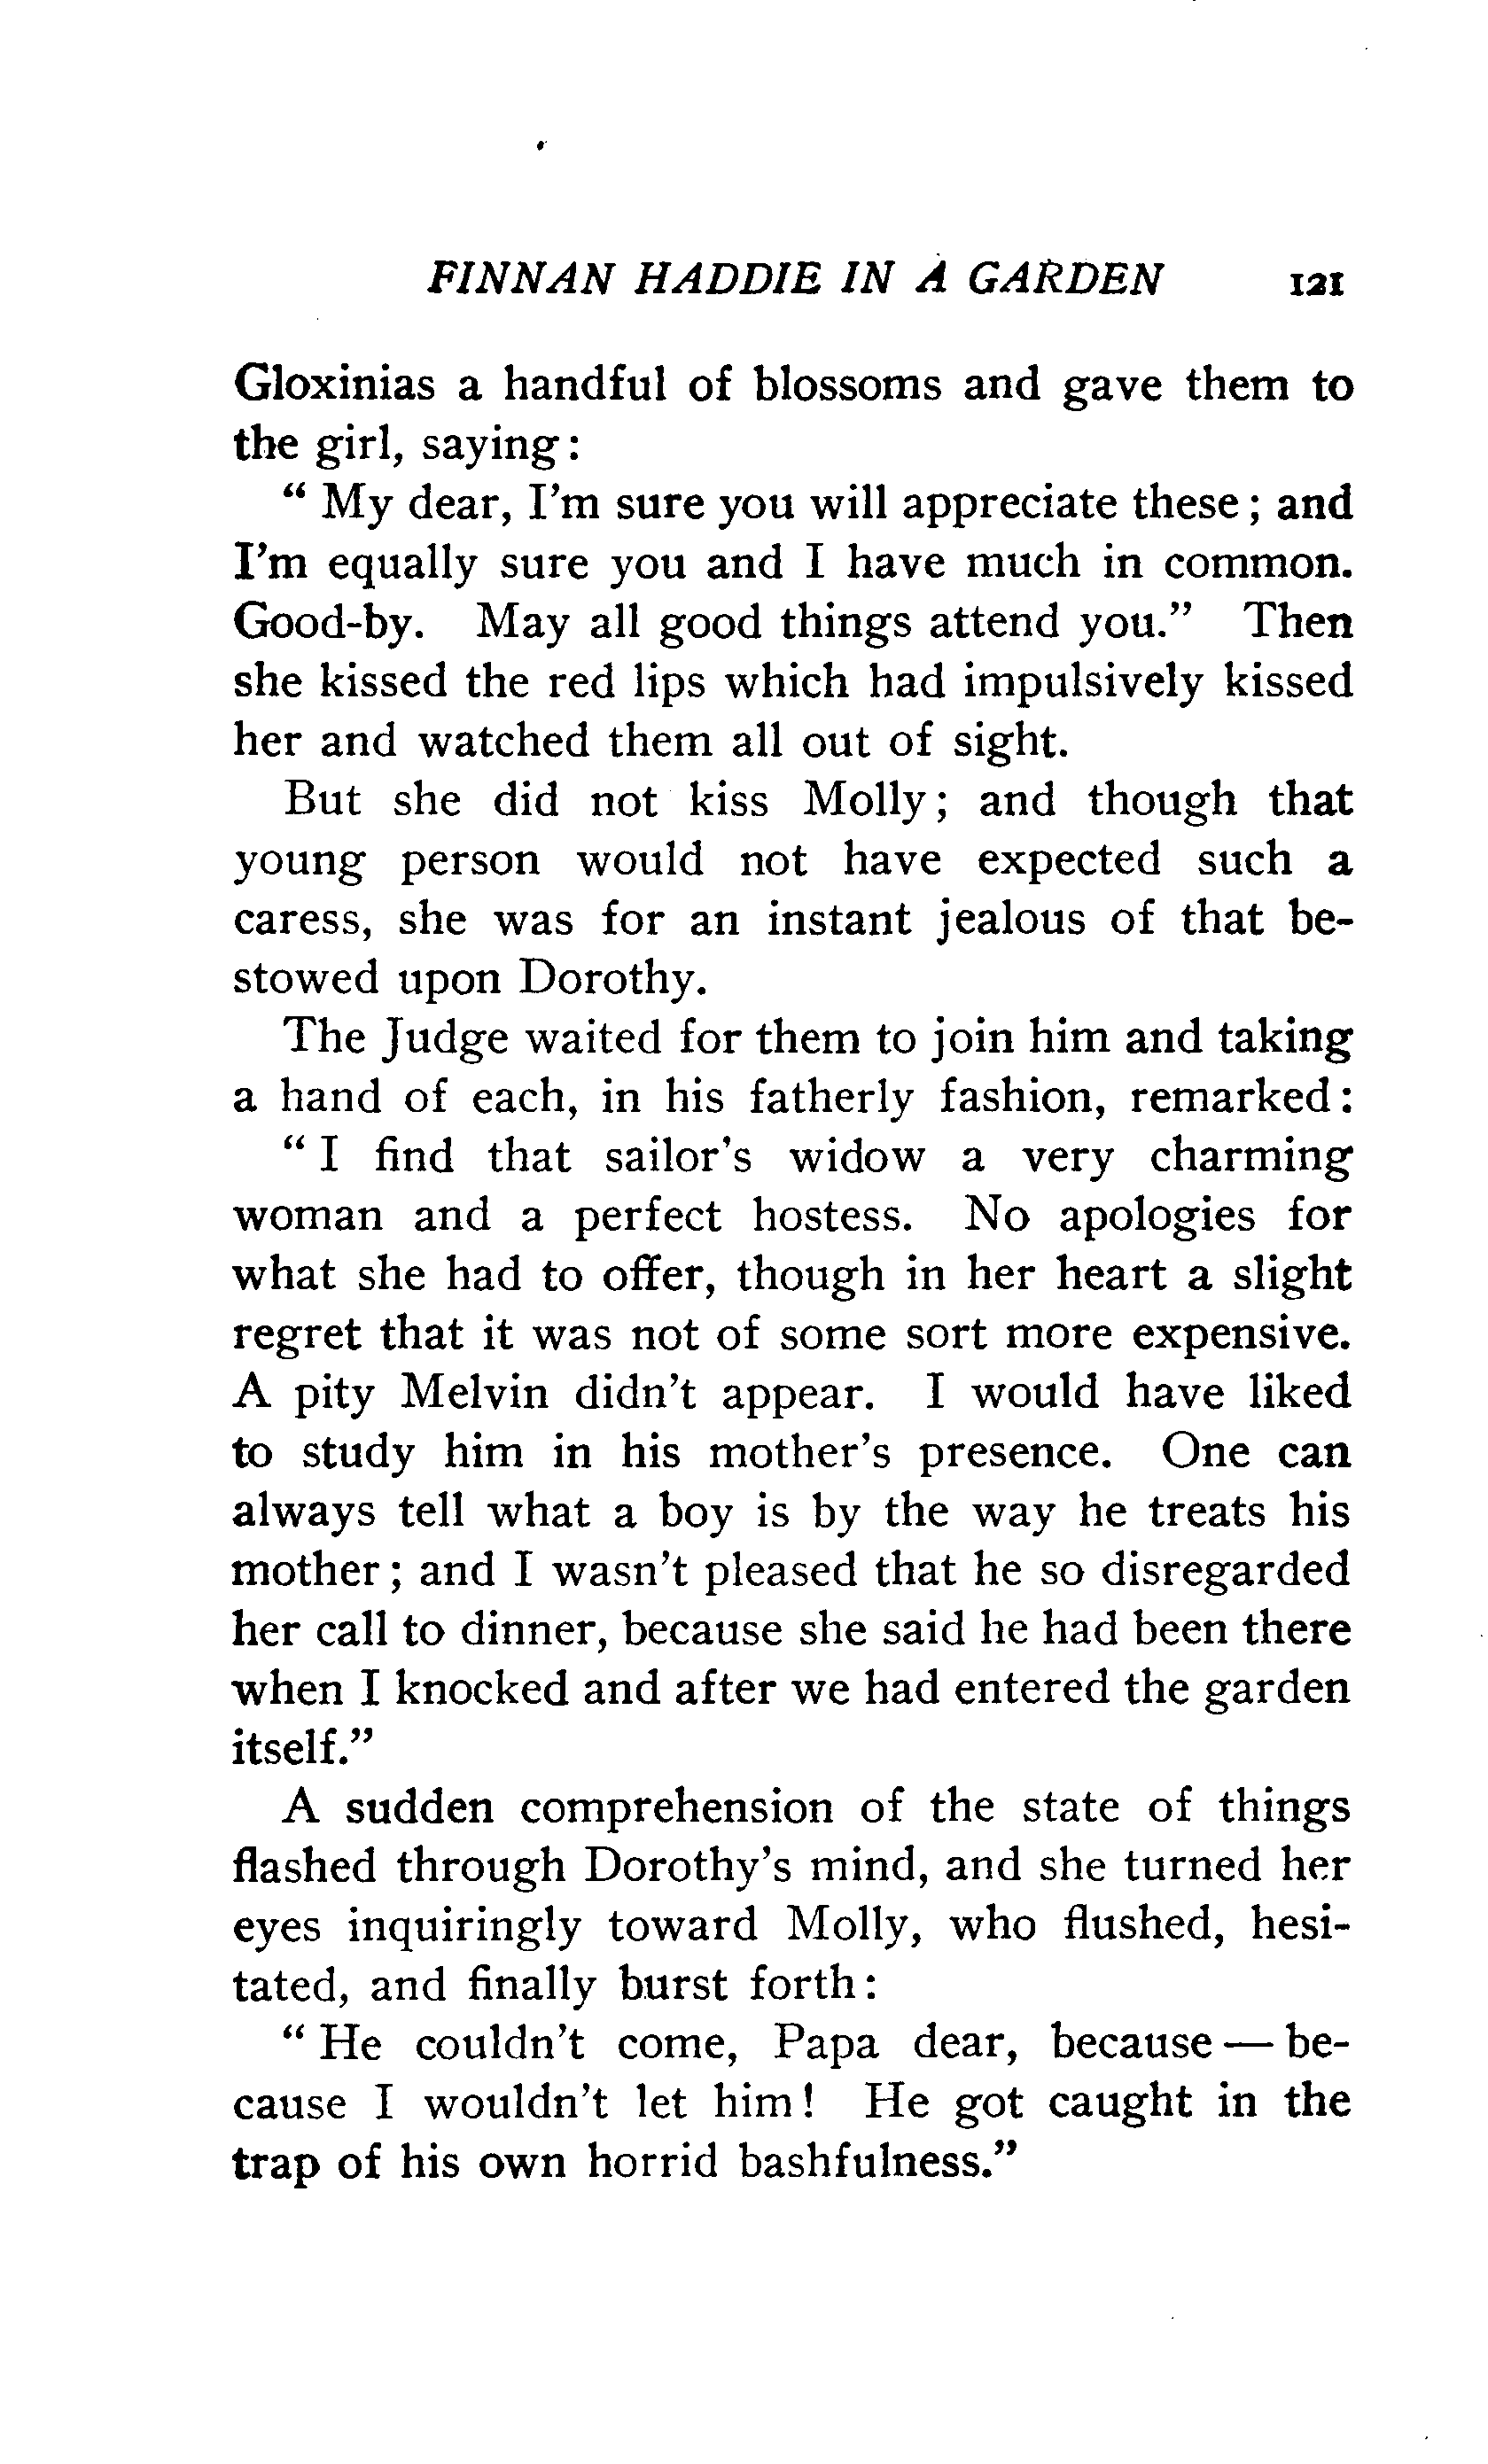 FINNAN HADDIE IN A GARDEN 121
Gloxinias a handful of blossoms and gave them to
the girl, saying:
" My dear, I'm sure you will appreciate these; and
I'm equally sure you and I have much in common.
Good-by. May all good things attend you." Then
she kissed the red lips which had impulsively kissed
her and watched them all out of sight.
But she did not kiss Molly; and though that
young person would not have expected such a
caress, she was for an instant jealous of that be-
stowed upon Dorothy.
The Judge waited for them to join him and taking
a hand of each, in his fatherly fashion, remarked:
" I find that sailor's widow a very charming
woman and a perfect hostess. No apologies for
what she had to offer, though in her heart a slight
regret that it was not of some sort more expensive.
A pity Melvin didn't appear. I would have liked
to study him in his mother's presence. One can
always tell what a boy is by the way he treats his
mother; and I wasn't pleased that he so disregarded
her call to dinner, because she said he had been there
when I knocked and after we had entered the garden
itself."
A sudden comprehension of the state of things
flashed through Dorothy's mind, and she turned her
eyes inquiringly toward Molly, who flushed, hesi-
tated, and finally burst forth:
" He couldn't come, Papa dear, because — be-
cause I wouldn't let him! He got caught in the
trap of his own horrid bashfulness."